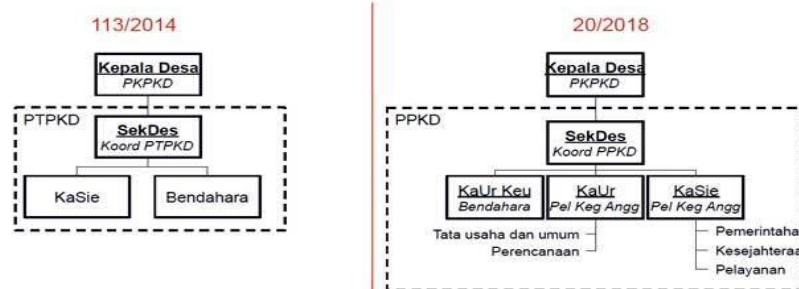 113/2014
Kepala Desa
PKPKD
PTPKD
SekDes
Koord PTPKD
KaSie
Bendahara
20/2018
Kepala Desa
PKPKD
PPKD
SekDes
Koord PPKD
KaUr Keu
Bendahara
KaUr
Pel Keg Angg
KaSie
Pel Keg Angg
Tata usaha dan umum
Perencanaan
Pemerintaha
Kesejahteraa
Pelayanan